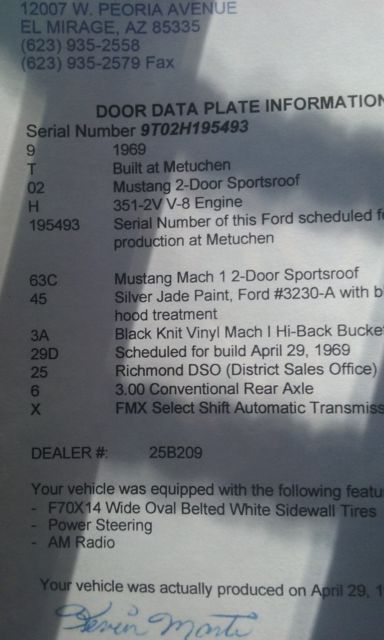 12007 W. PEORIA AVENUE
EL MIRAGE, AZ 85335
(623) 935-2558
(623) 935-2579 Fax
DOOR DATA PLATE INFORMATION
Serial Number 9T02H195493
9 1969
T Built at Metuchen
02 Mustang 2-Door Sportsroof
H 351-2V V-8 Engine
195493 Serial Number of this Ford scheduled f
production at Metuchen
63C Mustang Mach 1 2-Door Sportsroof
45 Silver Jade Paint, Ford #3230-A with b
hood treatment
3A Black Knit Vinyl Mach I Hi-Back Bucke
29D Scheduled for build April 29, 1969
25 Richmond DSO (District Sales Office)
6 3.00 Conventional Rear Axle
X FMX Select Shift Automatic Transmiss
DEALER #: 25B209
Your vehicle was equipped with the following featu
- F70X14 Wide Oval Belted White Sidewall Tires
- Power Steering
- AM Radio
Your vehicle was actually produced on April 29, 1
Kevin Marti